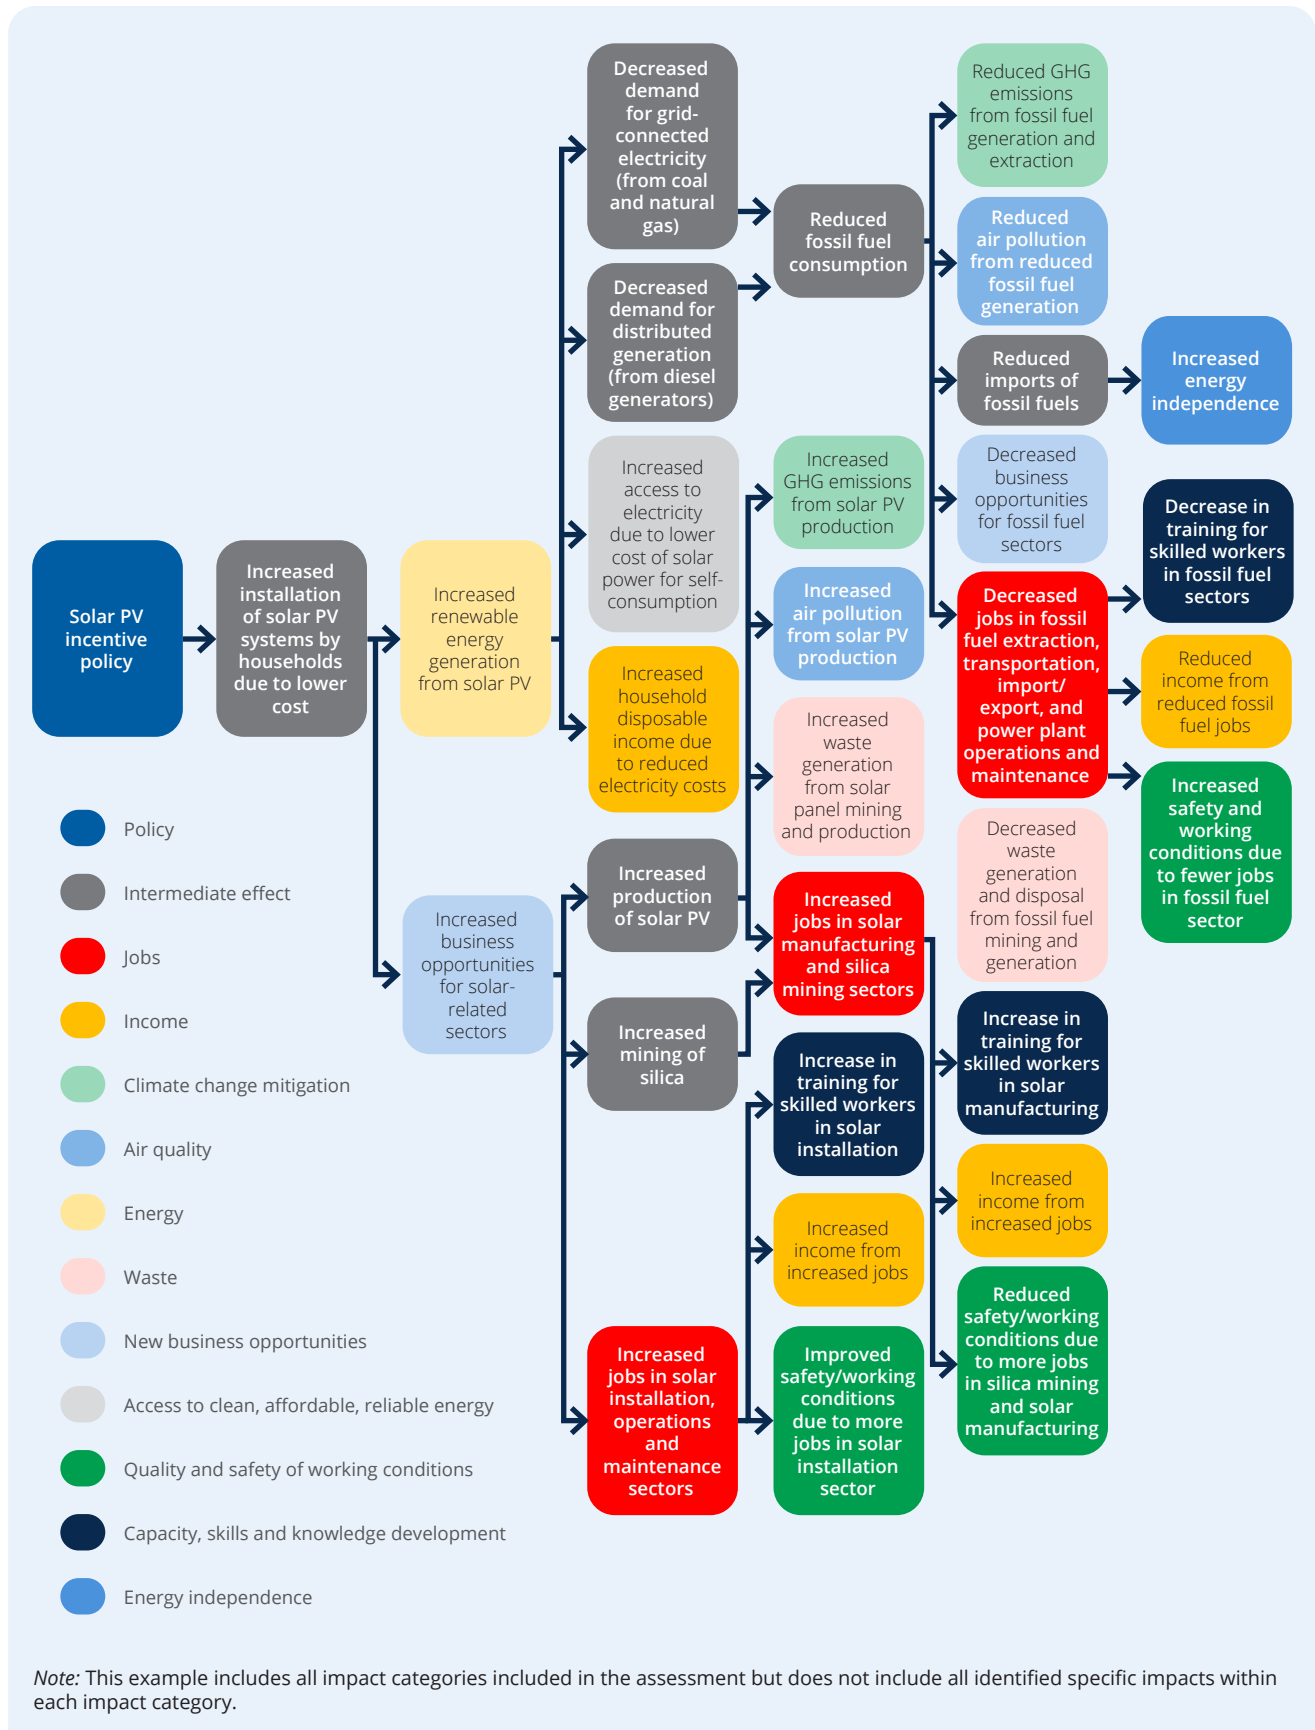 Decreased
demand
for grid-
connected
electricity
(from coal
and natural
gas)
Reduced GHG
emissions
from fossil fuel
generation and
extraction
Reduced
fossil fuel
consumption
Reduced
air pollution
from reduced
fossil fuel
generation
Decreased
demand for
distributed
generation
(from diesel
generators)
Reduced
imports of
fossil fuels
Increased
energy
independence
Increased
access to
electricity
due to lower
cost of solar
power for self-
consumption
Increased
GHG emissions
from solar PV
production
Decreased
business
opportunities
for fossil fuel
sectors
Decrease in
training for
skilled workers
in fossil fuel
sectors
Solar PV
incentive
policy
Increased
installation
of solar PV
systems by
households
due to lower
cost
Increased
renewable
energy
generation
from solar PV
Increased
air pollution
from solar PV
production
Decreased
jobs in fossil
fuel extraction,
transportation,
import/
export, and
power plant
operations and
maintenance
Increased
household
disposable
income due
to reduced
electricity costs
Reduced
income from
reduced fossil
fuel jobs
Increased
waste
generation
from solar
panel mining
and production
Increased
safety and
working
conditions due
to fewer jobs
in fossil fuel
sector
Decreased
waste
generation
and disposal
from fossil fuel
mining and
generation
Increased
business
opportunities
for solar-
related
sectors
Increased
production
of solar PV
Increased
jobs in solar
manufacturing
and silica
mining sectors
Increased
mining of
silica
Increase in
training for
skilled workers
in solar
installation
Increase in
training for
skilled workers
in solar
manufacturing
Increased
income from
increased jobs
Increased
income from
increased jobs
Increased
jobs in solar
installation,
operations
and
maintenance
sectors
Improved
safety/working
conditions
due to more
jobs in solar
installation
sector
Reduced
safety/working
conditions due
to more jobs
in silica mining
and solar
manufacturing
Policy
Intermediate effect
Jobs
Income
Climate change mitigation
Air quality
Energy
Waste
New business opportunities
Access to clean, affordable, reliable energy
Quality and safety of working conditions
Capacity, skills and knowledge development
Energy independence
Note: This example includes all impact categories included in the assessment but does not include all identified specific impacts within
each impact category.